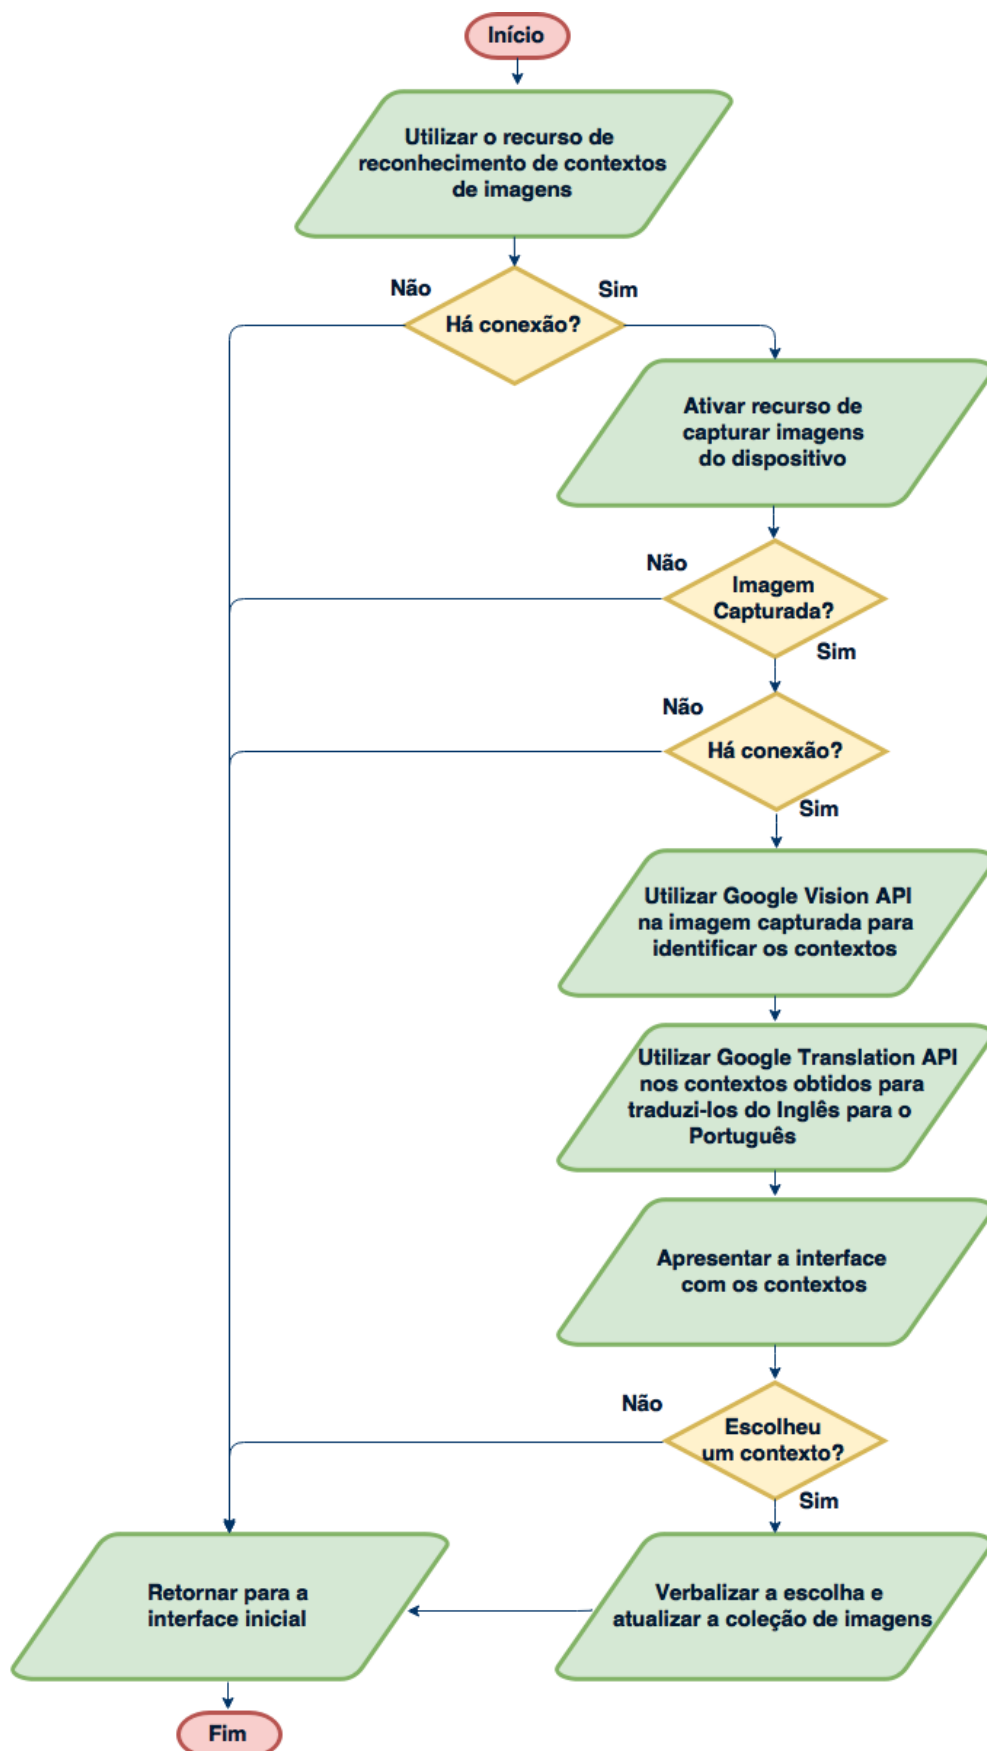 Início
Utilizar o recurso de
reconhecimento de contextos
de imagens
Não
Sim
Há conexão?
Ativar recurso de
capturar imagens
do dispositivo
Não
Imagem
Capturada?
Sim
Não
Há conexão?
Sim
Utilizar Google Vision API
na imagem capturada para
identificar os contextos
Utilizar Google Translation API
nos contextos obtidos para
traduzi-los do Inglês para o
Português
Apresentar a interface
com os contextos
Não
Escolheu
um contexto?
Sim
Retornar para a
interface inicial
Verbalizar a escolha e
atualizar a coleção de imagens
Fim